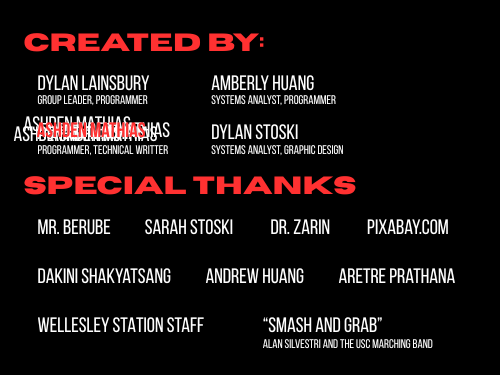 CREATED BY:
DYLAN LAINSBURY
GROUP LEADER, PROGRAMMER
AMBERLY HUANG
SYSTEMS ANALYST, PROGRAMMER
ASHDEN MATHIAS
PROGRAMMER, TECHNICAL WRITTER
DYLAN STOSKI
SYSTEMS ANALYST, GRAPHIC DESIGN
SPECIAL THANKS
MR. BERUBE SARAH STOSKI DR. ZARIN PIXABAY.COM
DAKINI SHAKYATSANG ANDREW HUANG ARETRE PRATHANA
WELLESLEY STATION STAFF “SMASH AND GRAB”
ALAN SILVESTRI AND THE USC MARCHING BAND